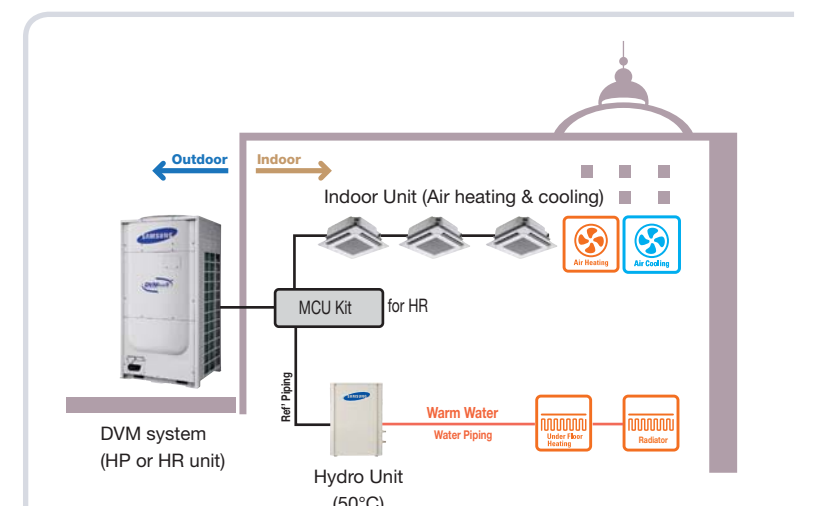 Outdoor
Indoor
Indoor Unit (Air heating & cooling)
SAMSUNG
Air Heating
Air Cooling
MCU Kit
for HR
Ref' Piping
SAMSUNG
Warm Water
Water Piping
Under Floor
Heating
Radiator
DVM system
(HP or HR unit)
Hydro Unit
(50°C)